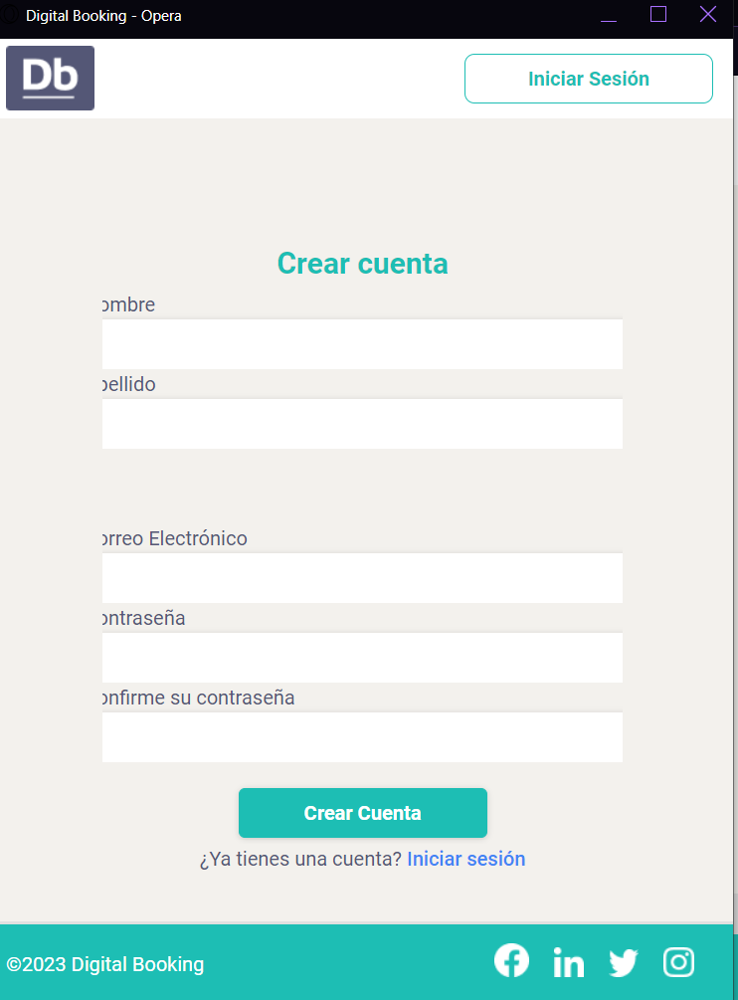 Digital Booking - Opera
Db
Iniciar Sesión
Crear cuenta
ombre
pellido
orreo Electrónico
ontraseña
onfirme su contraseña
Crear Cuenta
¿Ya tienes una cuenta? Iniciar sesión
©2023 Digital Booking